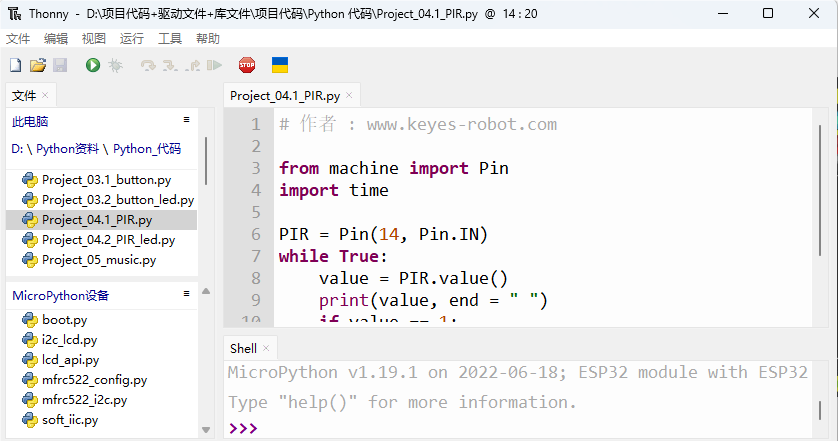 Thonny - D:\项目代码+驱动文件+库文件\项目代码\Python 代码\Project_04.1_PIR.py @ 14 : 20
文件 编辑 视图 运行 工具 帮助
STOP
文件 ×
此电脑 ≡
D: \ Python资料 \ Python_代码
Project_03.1_button.py
Project_03.2_button_led.py
Project_04.1_PIR.py
Project_04.2_PIR_led.py
Project_05_music.py
MicroPython设备 ≡
boot.py
i2c_lcd.py
lcd_api.py
mfrc522_config.py
mfrc522_i2c.py
soft_iic.py
Project_04.1_PIR.py ×
1 # 作者 : www.keyes-robot.com
2
3 from machine import Pin
4 import time
5
6 PIR = Pin(14, Pin.IN)
7 while True:
8     value = PIR.value()
9     print(value, end = " ")
10     if value == 1:
Shell ×
MicroPython v1.19.1 on 2022-06-18; ESP32 module with ESP32
Type "help()" for more information.
>>>